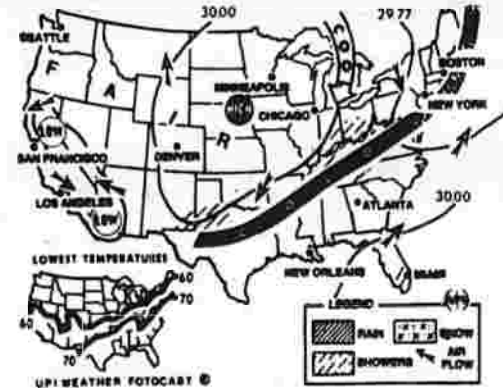 30.00
29.77
SEATTLE
COOL
F
A
I
R
MINNEAPOLIS
BOSTON
CHICAGO
NEW YORK
LOW
SAN FRANCISCO
DENVER
LOS ANGELES
LOW
ATLANTA
30.00
NEW ORLEANS
MIAMI
LOWEST TEMPERATURES
60
70
60
70
LEGEND
RAIN
SNOW
SHOWERS
AIR
FLOW
UPI WEATHER FOTOCAST ©